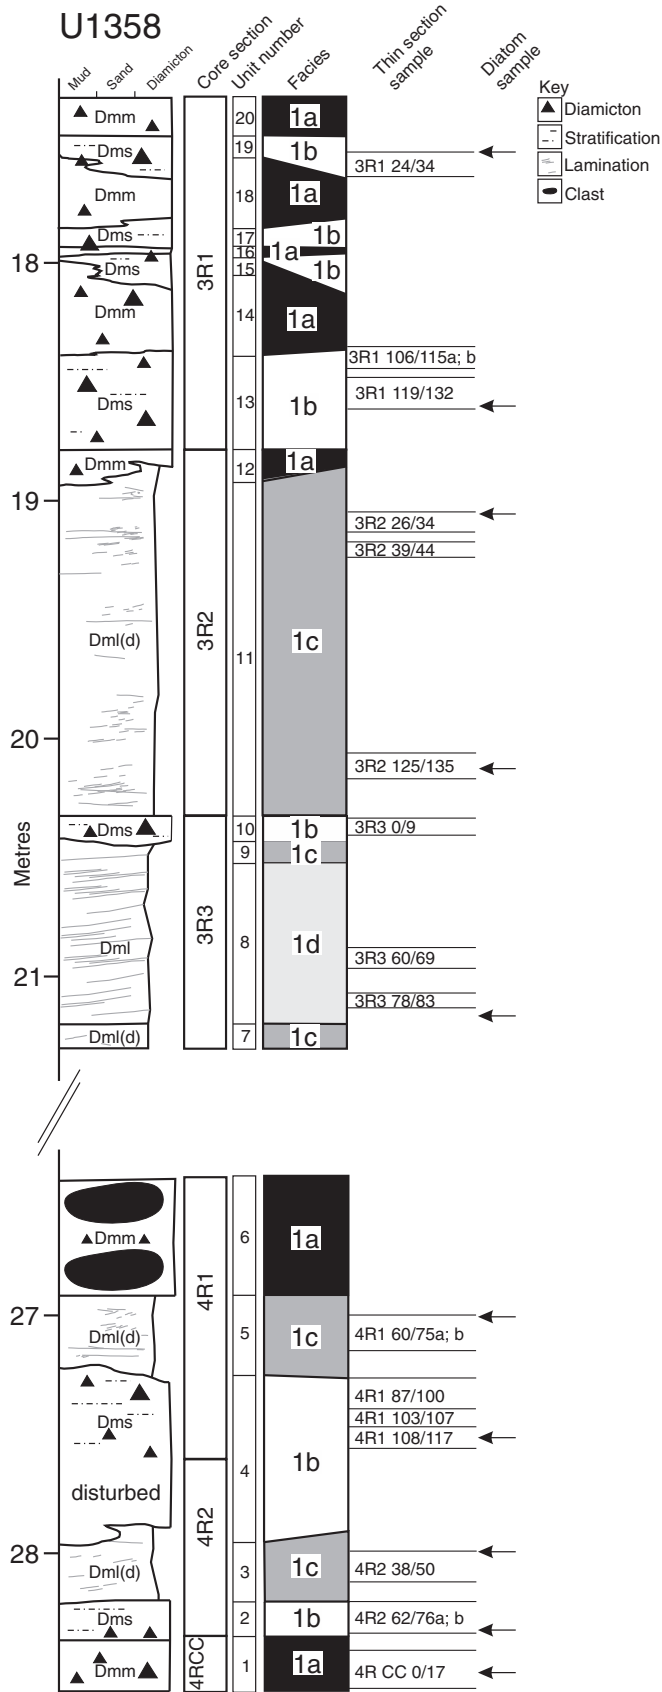 U1358
Mud
Sand
Diamicton
Core section
Unit number
Facies
Thin section
sample
Diatom
sample
Key
Diamicton
Stratification
Lamination
Clast
Dmm
20
1a
Dms
19
1b
3R1 24/34
Dmm
18
1a
Dms
17
1b
16
1a
18
Dms
15
1b
3R1
Dmm
14
1a
3R1 106/115a; b
Dms
13
1b
3R1 119/132
Dmm
12
1a
19
3R2 26/34
3R2 39/44
Dml(d)
3R2
11
1c
20
3R2 125/135
Dms
10
1b
3R3 0/9
9
1c
Metres
Dml
3R3
8
1d
3R3 60/69
21
3R3 78/83
Dml(d)
7
1c
Dmm
6
1a
4R1
27
Dml(d)
5
1c
4R1 60/75a; b
4R1 87/100
Dms
4R1 103/107
4R1 108/117
4
1b
disturbed
4R2
28
Dml(d)
3
1c
4R2 38/50
Dms
2
1b
4R2 62/76a; b
Dmm
4RCC
1
1a
4R CC 0/17